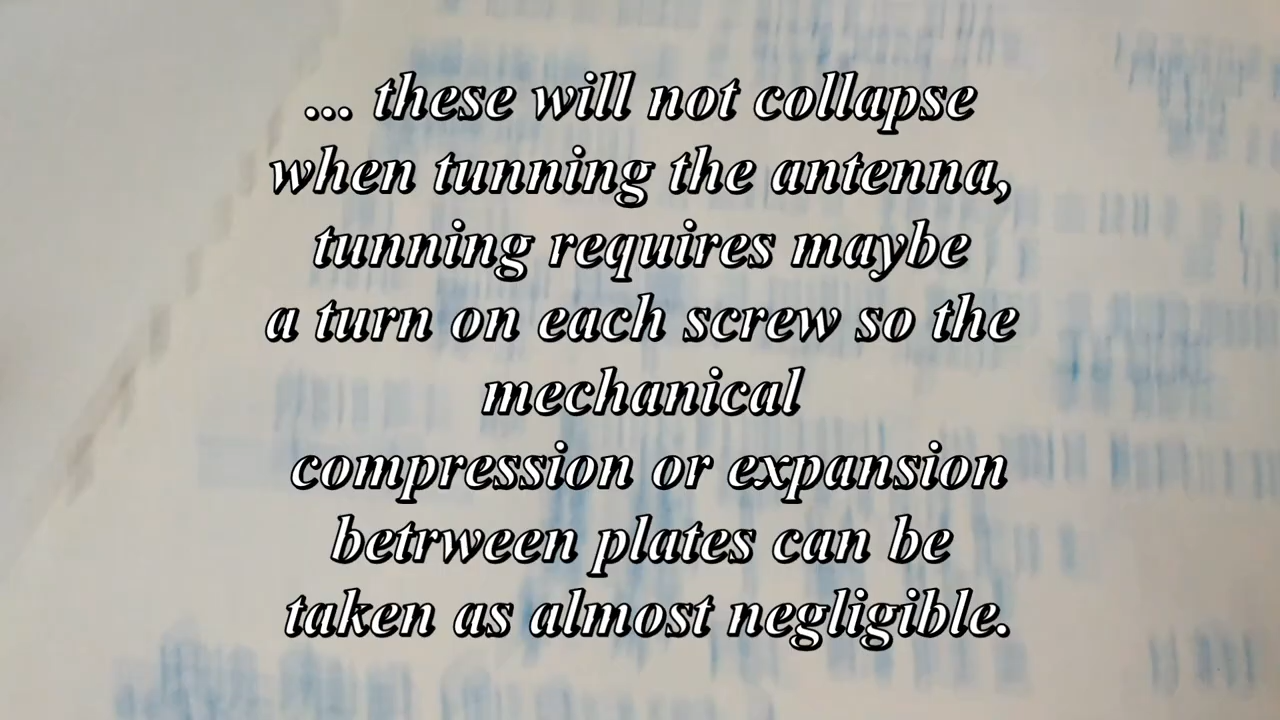 ... these will not collapse
when tunning the antenna,
tunning requires maybe
a turn on each screw so the
mechanical
compression or expansion
betrween plates can be
taken as almost negligible.